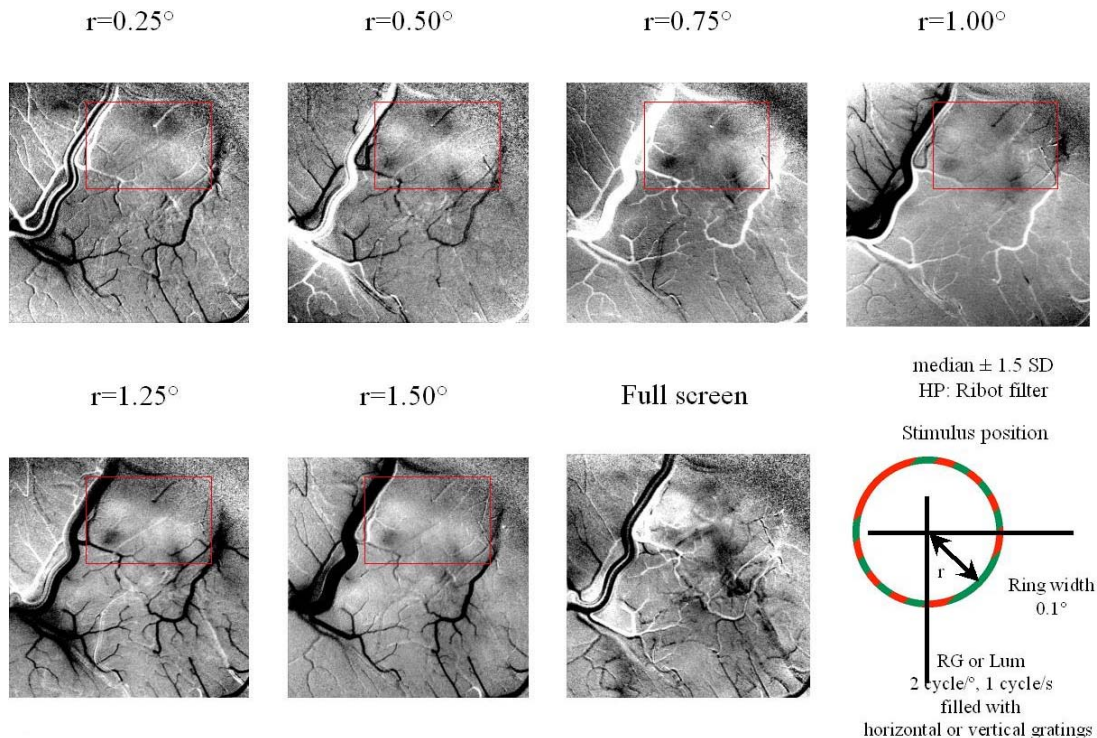 r=0.25°
r=0.50°
r=0.75°
r=1.00°
r=1.25°
r=1.50°
Full screen
median ± 1.5 SD
HP: Ribot filter
Stimulus position
r
Ring width
0.1°
RG or Lum
2 cycle/°, 1 cycle/s
filled with
horizontal or vertical gratings